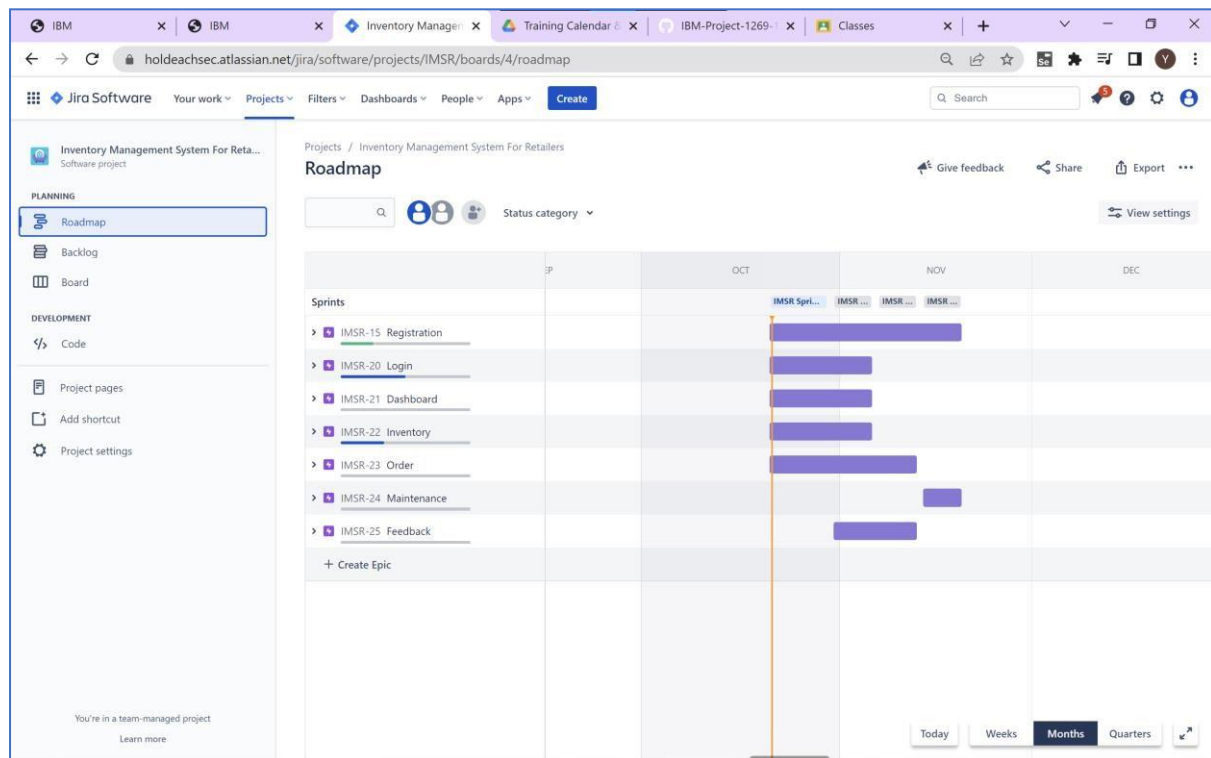 IBM
IBM
Inventory Managen
Training Calendar &
IBM-Project-1269-1
Classes
holdeachsec.atlassian.net/jira/software/projects/IMSR/boards/4/roadmap
Se
Y
Jira Software Your work Projects Filters Dashboards People Apps Create Search 5
Inventory Management System For Reta...
Software project
PLANNING
Roadmap
Backlog
Board
DEVELOPMENT
Code
Project pages
Add shortcut
Project settings
You're in a team-managed project
Learn more
Projects / Inventory Management System For Retailers
Roadmap
Give feedback Share Export
Status category View settings
EP OCT NOV DEC
Sprints IMSR Spri... IMSR ... IMSR ... IMSR ...
IMSR-15 Registration
IMSR-20 Login
IMSR-21 Dashboard
IMSR-22 Inventory
IMSR-23 Order
IMSR-24 Maintenance
IMSR-25 Feedback
+ Create Epic
Today Weeks Months Quarters